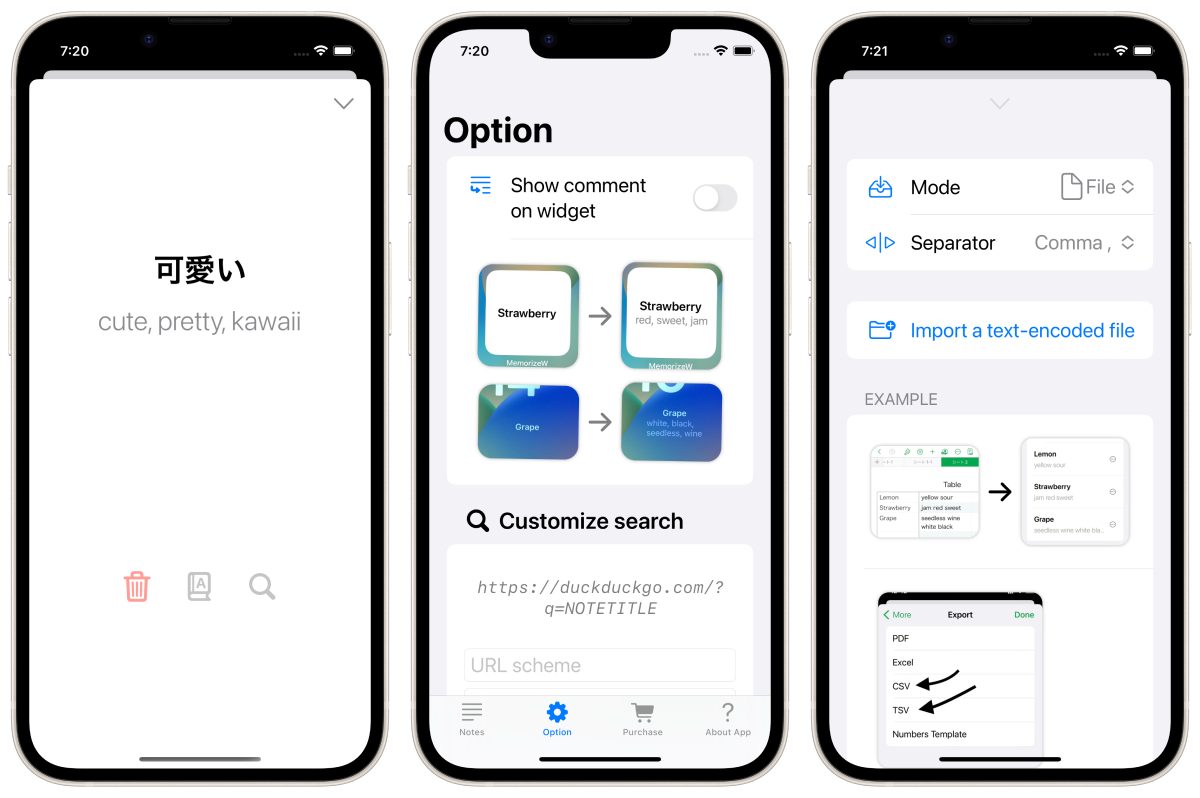 7:20
可愛い
cute, pretty, kawaii
7:20
Option
Show comment
on widget
Strawberry
MemorizeW
Strawberry
red, sweet, jam
MemorizeW
Grape
Grape
white, black,
seedless, wine
Customize search
https://duckduckgo.com/?
q=NOTETITLE
URL scheme
Notes
Option
Purchase
About App
7:21
Mode
File
Separator
Comma ,
Import a text-encoded file
EXAMPLE
Table
Lemon
yellow sour
Strawberry
jam red sweet
Grape
seedless wine
white black
Lemon
yellow sour
Strawberry
jam red sweet
Grape
seedless wine white bla...
More
Export
Done
PDF
Excel
CSV
TSV
Numbers Template